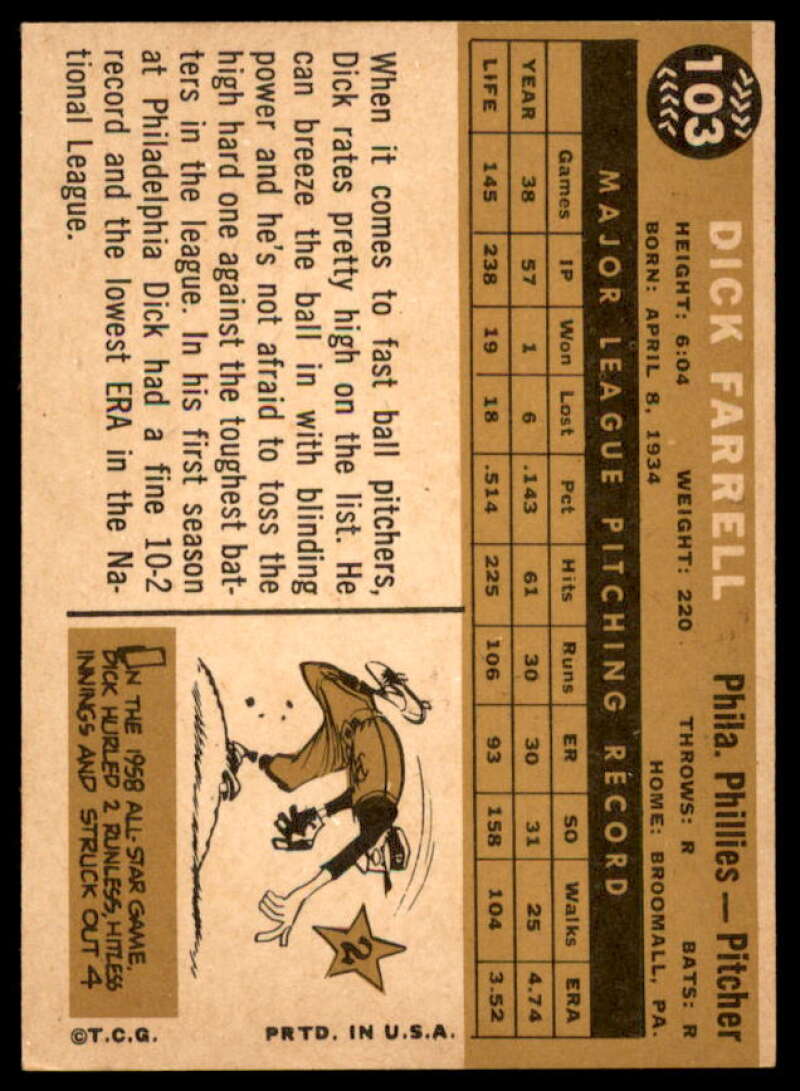 103
DICK FARRELL Phila. Phillies — Pitcher
HEIGHT: 6:04 WEIGHT: 220 THROWS: R BATS: R
BORN: APRIL 8, 1934 HOME: BROOMALL, PA.
MAJOR LEAGUE PITCHING RECORD
Games IP Won Lost Pct Hits Runs ER SO Walks ERA
YEAR 38 57 1 6 .143 61 30 30 31 25 4.74
LIFE 145 238 19 18 .514 225 106 93 158 104 3.52
When it comes to fast ball pitchers,
Dick rates pretty high on the list. He
can breeze the ball in with blinding
power and he's not afraid to toss the
high hard one against the toughest bat-
ters in the league. In his first season
at Philadelphia Dick had a fine 10-2
record and the lowest ERA in the Na-
tional League.
2
IN THE 1958 ALL-STAR GAME,
DICK HURLED 2 RUNLESS, HITLESS
INNINGS AND STRUCK OUT 4
©T.C.G. PRTD. IN U.S.A.